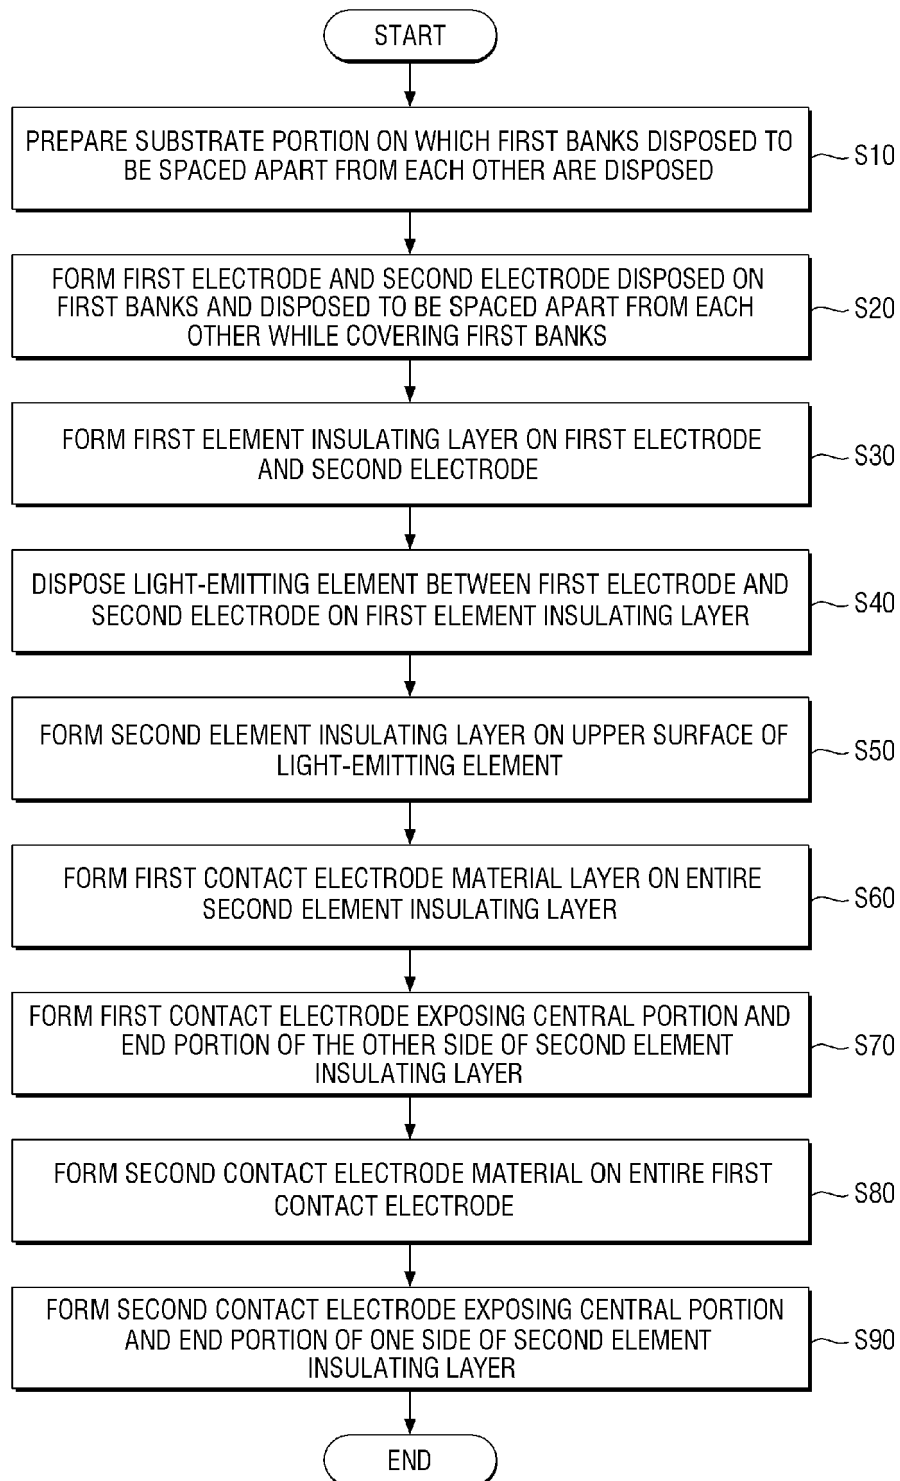 START
PREPARE SUBSTRATE PORTION ON WHICH FIRST BANKS DISPOSED TO
BE SPACED APART FROM EACH OTHER ARE DISPOSED
S10
FORM FIRST ELECTRODE AND SECOND ELECTRODE DISPOSED ON
FIRST BANKS AND DISPOSED TO BE SPACED APART FROM EACH
OTHER WHILE COVERING FIRST BANKS
S20
FORM FIRST ELEMENT INSULATING LAYER ON FIRST ELECTRODE
AND SECOND ELECTRODE
S30
DISPOSE LIGHT-EMITTING ELEMENT BETWEEN FIRST ELECTRODE AND
SECOND ELECTRODE ON FIRST ELEMENT INSULATING LAYER
S40
FORM SECOND ELEMENT INSULATING LAYER ON UPPER SURFACE OF
LIGHT-EMITTING ELEMENT
S50
FORM FIRST CONTACT ELECTRODE MATERIAL LAYER ON ENTIRE
SECOND ELEMENT INSULATING LAYER
S60
FORM FIRST CONTACT ELECTRODE EXPOSING CENTRAL PORTION AND
END PORTION OF THE OTHER SIDE OF SECOND ELEMENT
INSULATING LAYER
S70
FORM SECOND CONTACT ELECTRODE MATERIAL ON ENTIRE FIRST
CONTACT ELECTRODE
S80
FORM SECOND CONTACT ELECTRODE EXPOSING CENTRAL PORTION
AND END PORTION OF ONE SIDE OF SECOND ELEMENT
INSULATING LAYER
S90
END